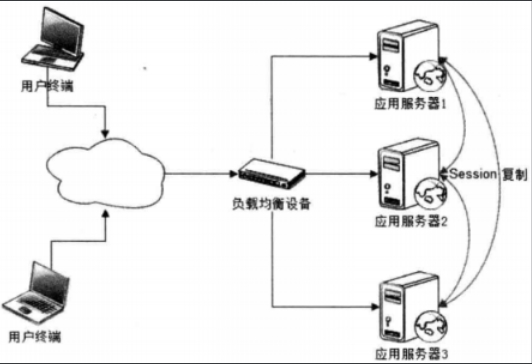 用户终端
应用服务器1
负载均衡设备
应用服务器2
Session 复制
用户终端
应用服务器3